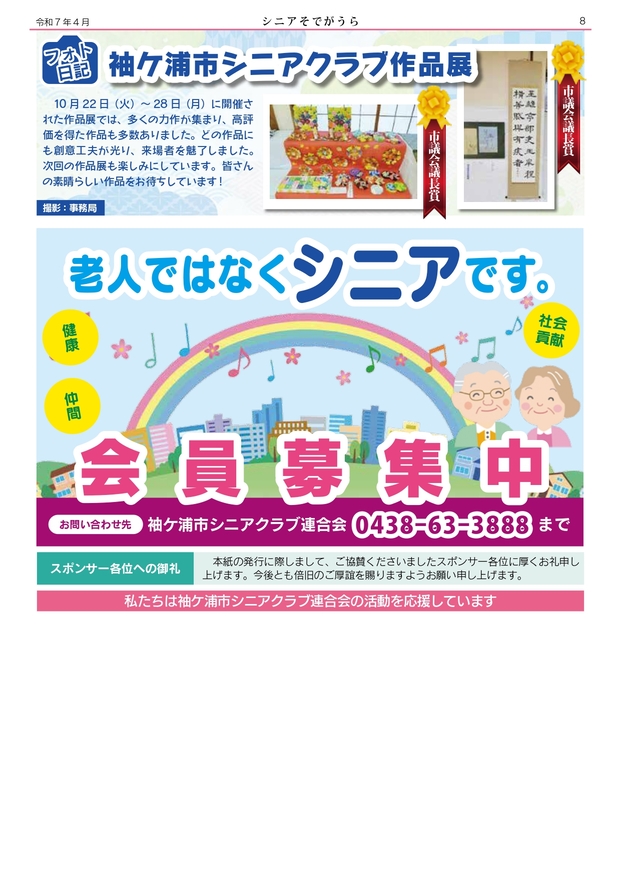 令和7年4月
シニアそでがうら
8
フォト
日記
袖ケ浦市シニアクラブ作品展
10月22日（火）～28日（月）に開催さ
れた作品展では、多くの力作が集まり、高評
価を得た作品も多数ありました。どの作品に
も創意工夫が光り、来場者を魅了しました。
次回の作品展も楽しみにしています。皆さん
の素晴らしい作品をお待ちしています！
撮影：事務局
市議会議長賞
市議会議長賞
老人ではなくシニアです。
健康
社会貢献
仲間
会員募集中
お問い合わせ先 袖ケ浦市シニアクラブ連合会 0438-63-3888 まで
スポンサー各位への御礼
本紙の発行に際しまして、ご協賛くださいましたスポンサー各位に厚くお礼申し
上げます。今後とも倍旧のご厚誼を賜りますようお願い申し上げます。
私たちは袖ケ浦市シニアクラブ連合会の活動を応援しています